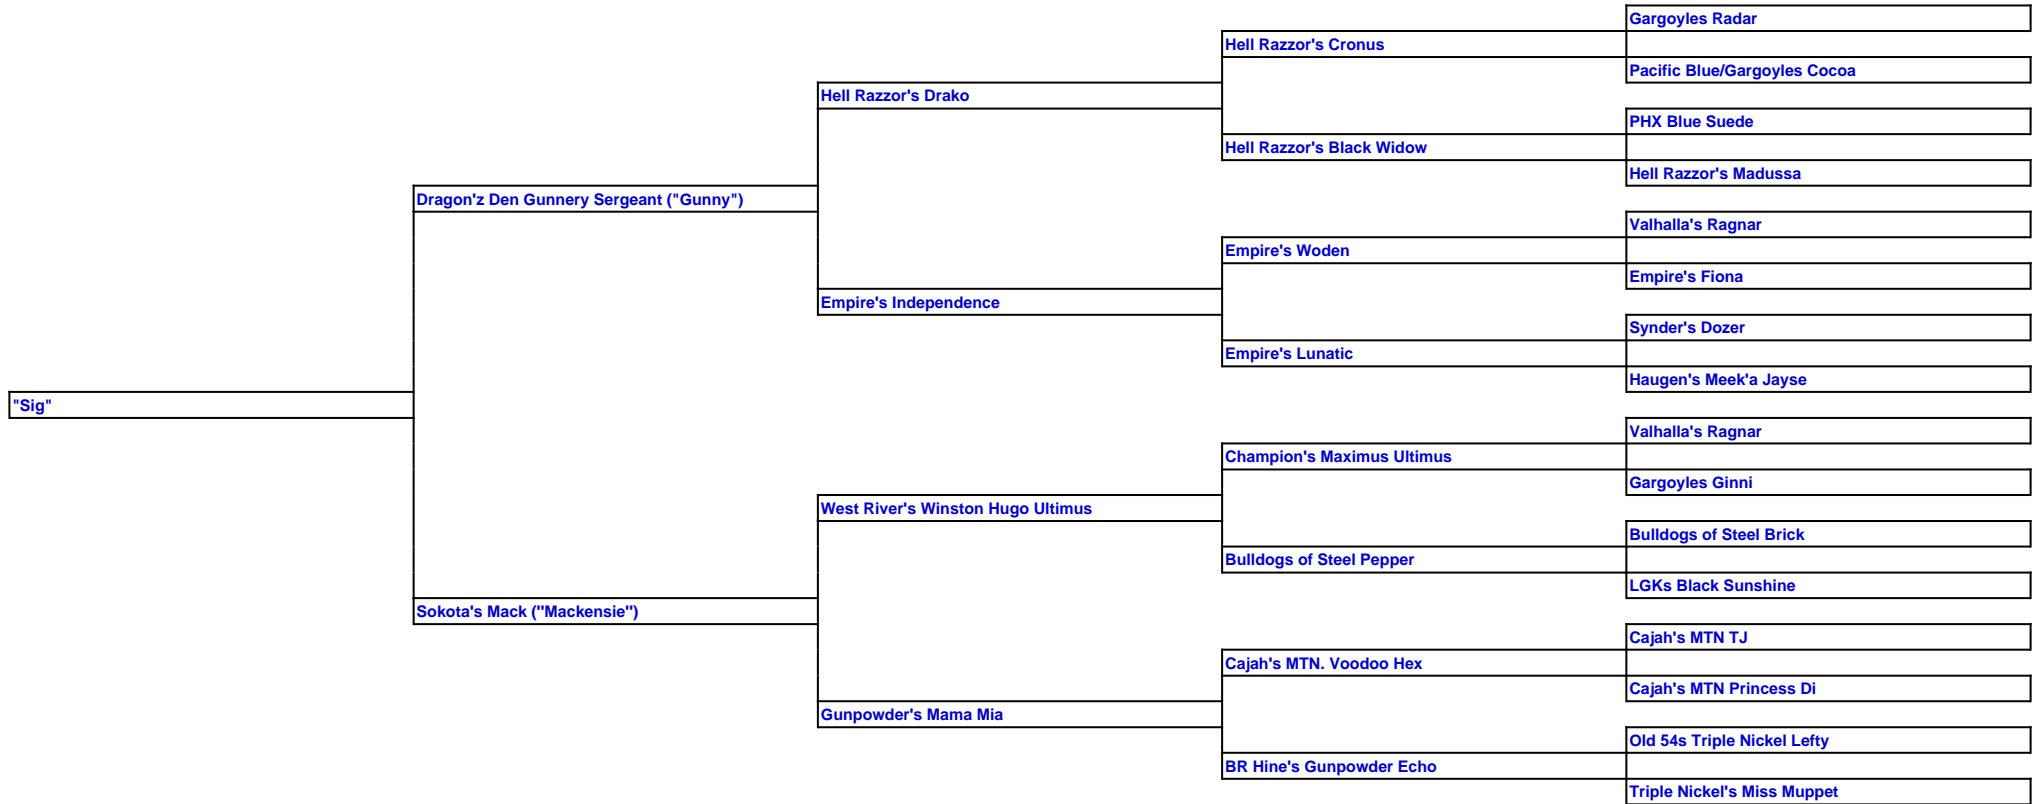 Gargoyles Radar
Hell Razzor's Cronus
Pacific Blue/Gargoyles Cocoa
Hell Razzor's Drako
PHX Blue Suede
Hell Razzor's Black Widow
Hell Razzor's Madussa
Dragon'z Den Gunnery Sergeant ("Gunny")
Valhalla's Ragnar
Empire's Woden
Empire's Fiona
Empire's Independence
Synder's Dozer
Empire's Lunatic
Haugen's Meek'a Jayse
"Sig"
Valhalla's Ragnar
Champion's Maximus Ultimus
Gargoyles Ginni
West River's Winston Hugo Ultimus
Bulldogs of Steel Brick
Bulldogs of Steel Pepper
LGKs Black Sunshine
Sokota's Mack ("Mackensie")
Cajah's MTN TJ
Cajah's MTN. Voodoo Hex
Cajah's MTN Princess Di
Gunpowder's Mama Mia
Old 54s Triple Nickel Lefty
BR Hine's Gunpowder Echo
Triple Nickel's Miss Muppet